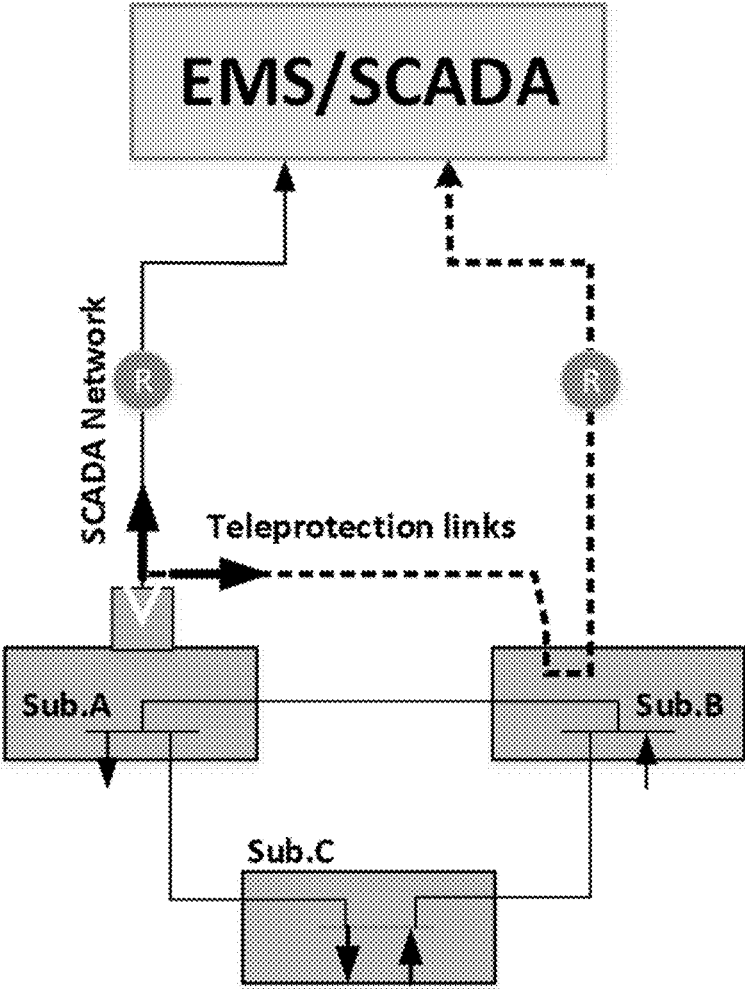 EMS/SCADA
SCADA Network
R
R
Teleprotection links
V
Sub.A
Sub.B
Sub.C